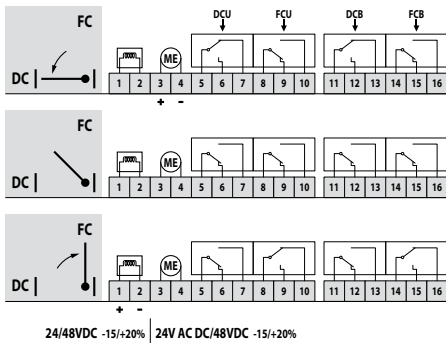 FC DCU FCU DCB FCB
DC ME
1 2 3 4 5 6 7 8 9 10 11 12 13 14 15 16
+ -
FC
DC ME
1 2 3 4 5 6 7 8 9 10 11 12 13 14 15 16
FC
DC ME
1 2 3 4 5 6 7 8 9 10 11 12 13 14 15 16
+ -
24/48VDC -15/+20% 24V AC DC/48VDC -15/+20%